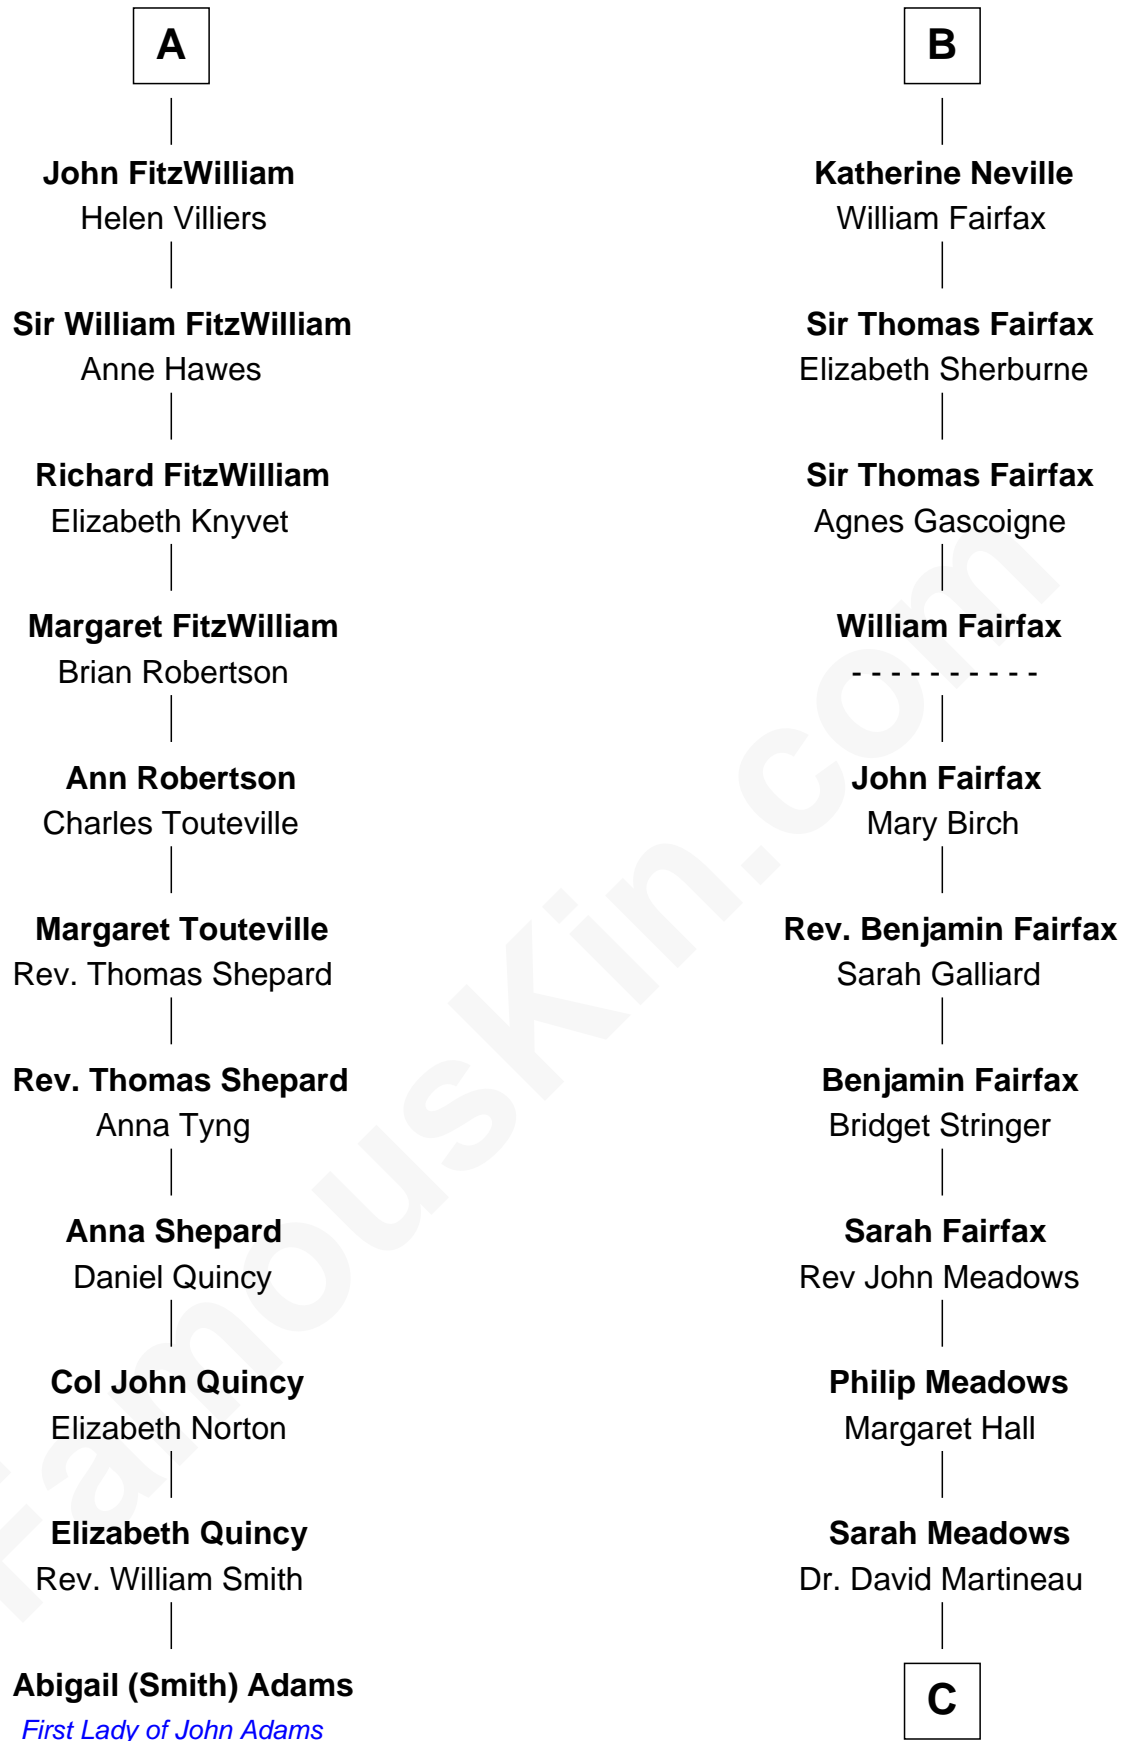 A
John FitzWilliam
Helen Villiers
Sir William FitzWilliam
Anne Hawes
Richard FitzWilliam
Elizabeth Knyvet
Margaret FitzWilliam
Brian Robertson
Ann Robertson
Charles Touteville
Margaret Touteville
Rev. Thomas Shepard
Rev. Thomas Shepard
Anna Tyng
Anna Shepard
Daniel Quincy
Col John Quincy
Elizabeth Norton
Elizabeth Quincy
Rev. William Smith
Abigail (Smith) Adams
First Lady of John Adams
B
Katherine Neville
William Fairfax
Sir Thomas Fairfax
Elizabeth Sherburne
Sir Thomas Fairfax
Agnes Gascoigne
William Fairfax
- - - - - - - - - -
John Fairfax
Mary Birch
Rev. Benjamin Fairfax
Sarah Galliard
Benjamin Fairfax
Bridget Stringer
Sarah Fairfax
Rev John Meadows
Philip Meadows
Margaret Hall
Sarah Meadows
Dr. David Martineau
C
FamousKin.com